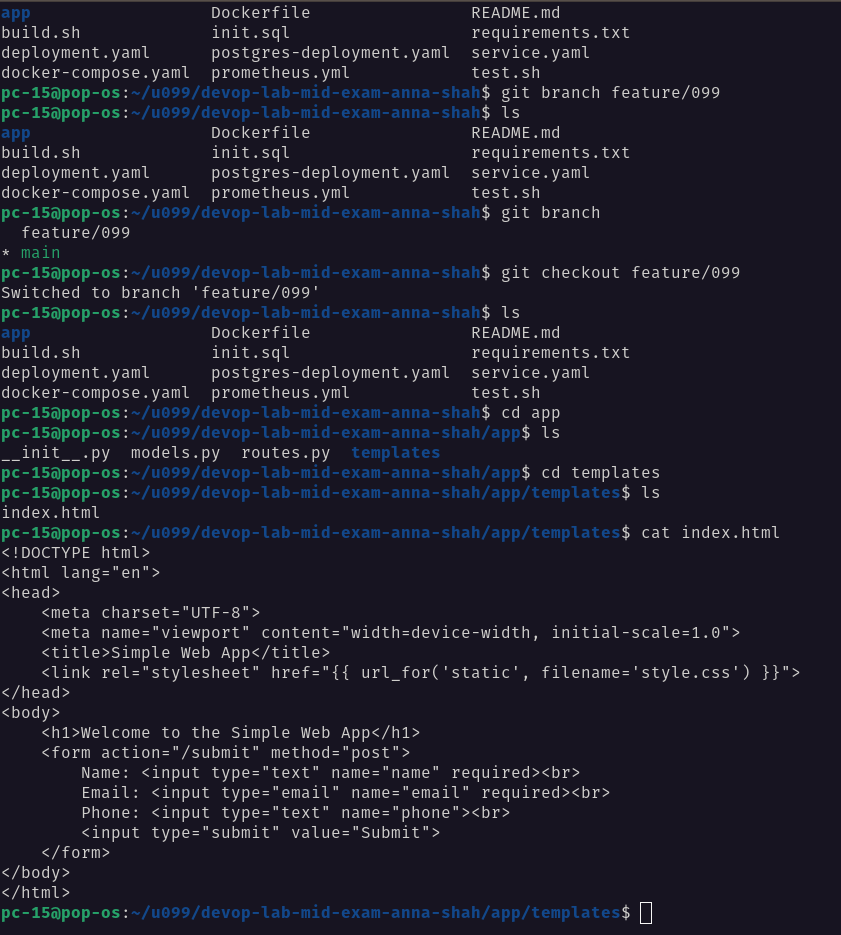 app                  Dockerfile                README.md
build.sh             init.sql                  requirements.txt
deployment.yaml      postgres-deployment.yaml  service.yaml
docker-compose.yaml  prometheus.yml            test.sh
pc-15@pop-os:~/u099/devop-lab-mid-exam-anna-shah$ git branch feature/099
pc-15@pop-os:~/u099/devop-lab-mid-exam-anna-shah$ ls
app                  Dockerfile                README.md
build.sh             init.sql                  requirements.txt
deployment.yaml      postgres-deployment.yaml  service.yaml
docker-compose.yaml  prometheus.yml            test.sh
pc-15@pop-os:~/u099/devop-lab-mid-exam-anna-shah$ git branch
  feature/099
* main
pc-15@pop-os:~/u099/devop-lab-mid-exam-anna-shah$ git checkout feature/099
Switched to branch 'feature/099'
pc-15@pop-os:~/u099/devop-lab-mid-exam-anna-shah$ ls
app                  Dockerfile                README.md
build.sh             init.sql                  requirements.txt
deployment.yaml      postgres-deployment.yaml  service.yaml
docker-compose.yaml  prometheus.yml            test.sh
pc-15@pop-os:~/u099/devop-lab-mid-exam-anna-shah$ cd app
pc-15@pop-os:~/u099/devop-lab-mid-exam-anna-shah/app$ ls
__init__.py  models.py  routes.py  templates
pc-15@pop-os:~/u099/devop-lab-mid-exam-anna-shah/app$ cd templates
pc-15@pop-os:~/u099/devop-lab-mid-exam-anna-shah/app/templates$ ls
index.html
pc-15@pop-os:~/u099/devop-lab-mid-exam-anna-shah/app/templates$ cat index.html
<!DOCTYPE html>
<html lang="en">
<head>
    <meta charset="UTF-8">
    <meta name="viewport" content="width=device-width, initial-scale=1.0">
    <title>Simple Web App</title>
    <link rel="stylesheet" href="{{ url_for('static', filename='style.css') }}">
</head>
<body>
    <h1>Welcome to the Simple Web App</h1>
    <form action="/submit" method="post">
        Name: <input type="text" name="name" required><br>
        Email: <input type="email" name="email" required><br>
        Phone: <input type="text" name="phone"><br>
        <input type="submit" value="Submit">
    </form>
</body>
</html>
pc-15@pop-os:~/u099/devop-lab-mid-exam-anna-shah/app/templates$